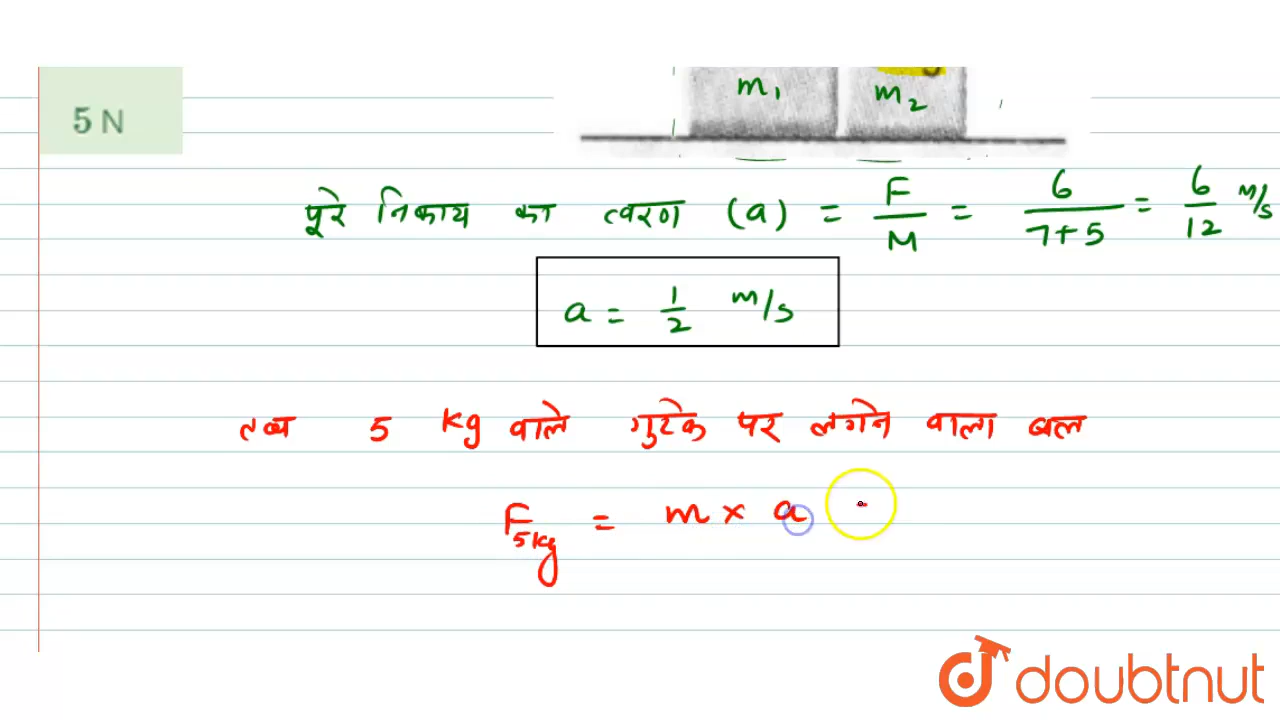 5 N
m₁ m₂
पूरे निकाय का त्वरण (a) = F/M = 6/(7+5) = 6/12 m/s
a = 1/2 m/s
तब 5 kg वाले गुटके पर लगने वाला बल
F5kg = m × a
doubtnut